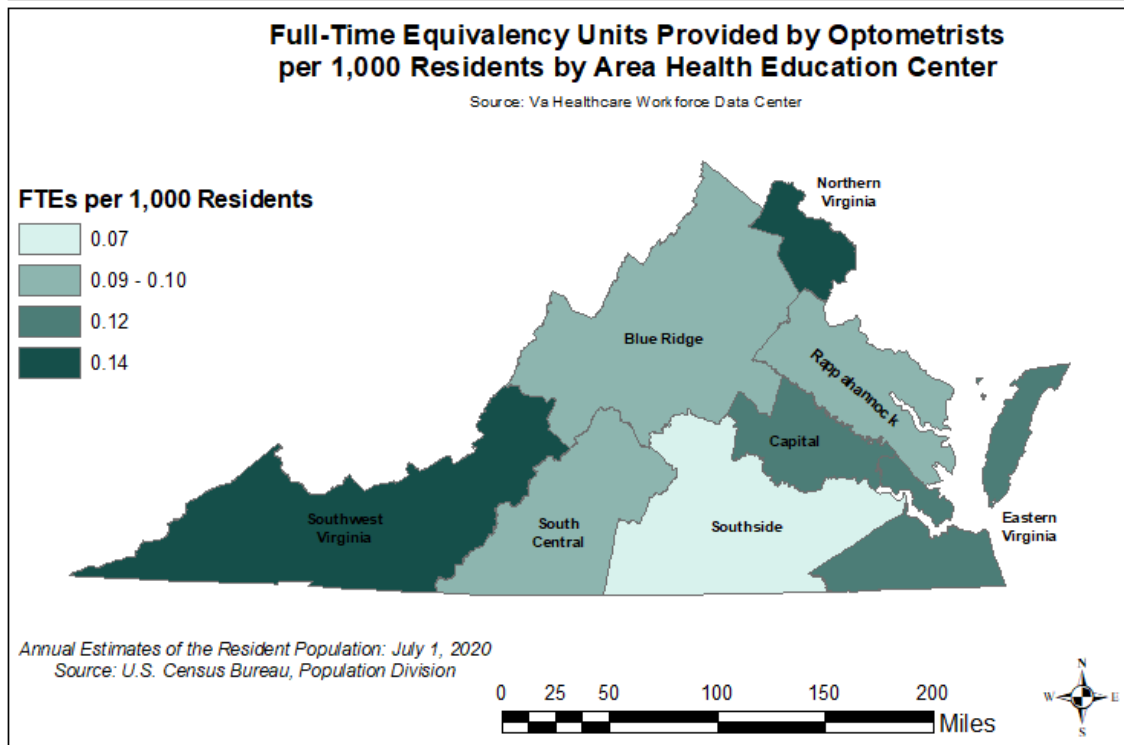 Full-Time Equivalency Units Provided by Optometrists
per 1,000 Residents by Area Health Education Center
Source: Va Healthcare Workforce Data Center
FTEs per 1,000 Residents
0.07
0.09 - 0.10
0.12
0.14
Northern
Virginia
Blue Ridge
Rappahannock
Capital
Southwest
Virginia
South
Central
Southside
Eastern
Virginia
Annual Estimates of the Resident Population: July 1, 2020
Source: U.S. Census Bureau, Population Division
0 25 50 100 150 200
Miles
N
W E
S